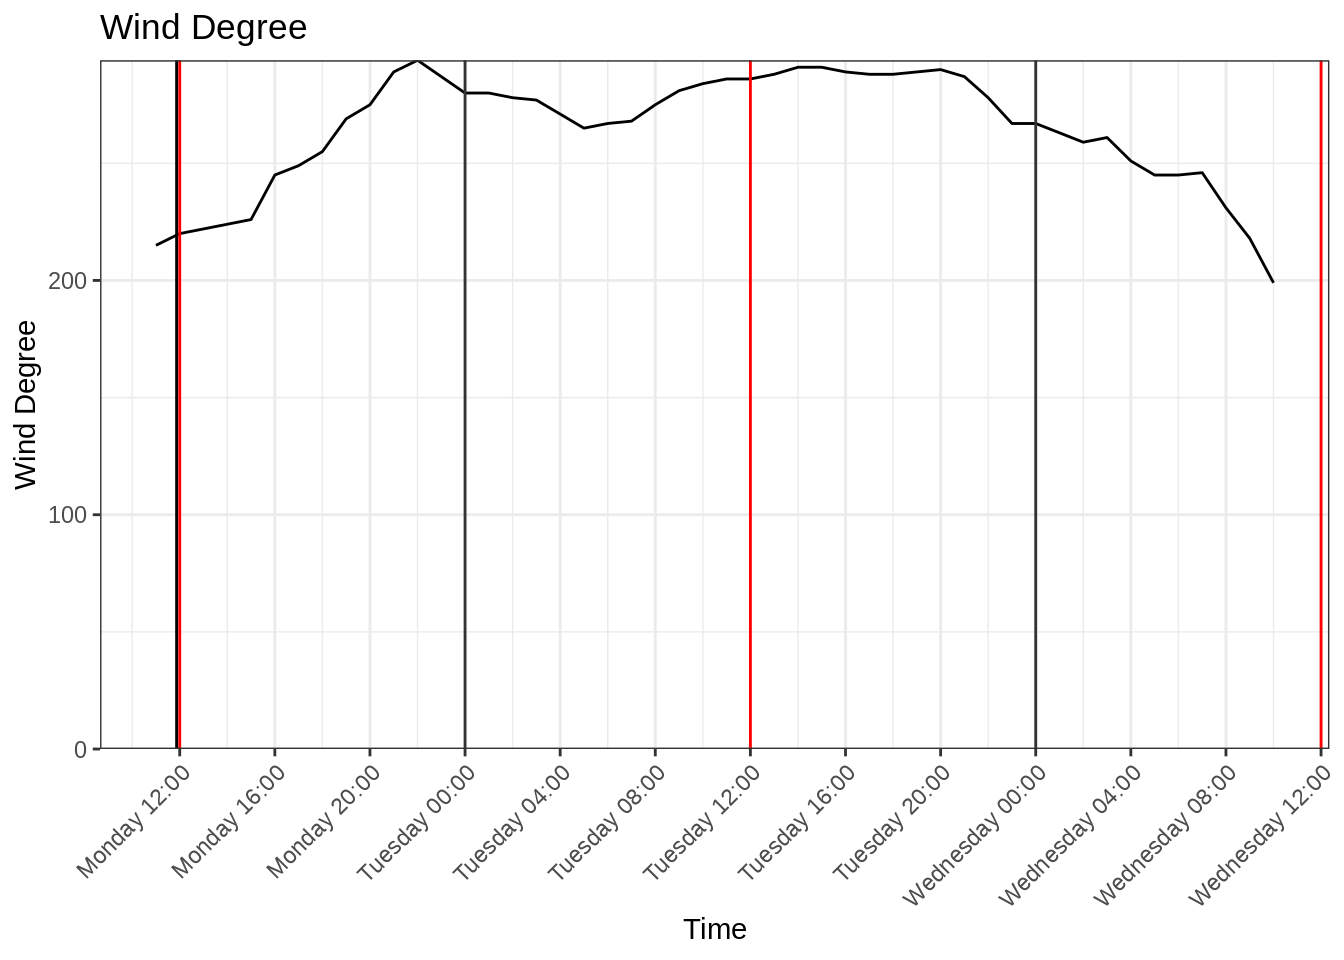 Wind Degree
Wind Degree
200
100
0
Monday 12:00
Monday 16:00
Monday 20:00
Tuesday 00:00
Tuesday 04:00
Tuesday 08:00
Tuesday 12:00
Tuesday 16:00
Tuesday 20:00
Wednesday 00:00
Wednesday 04:00
Wednesday 08:00
Wednesday 12:00
Time